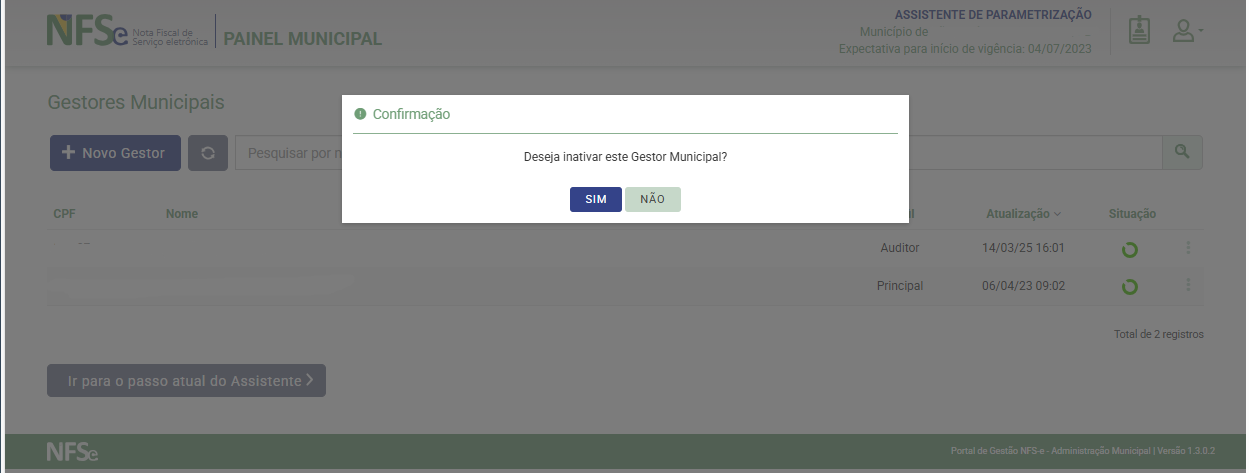 NFSe Nota Fiscal de
Serviço eletrônica
PAINEL MUNICIPAL
ASSISTENTE DE PARAMETRIZAÇÃO
Município de
Expectativa para início de vigência: 04/07/2023
Gestores Municipais
Novo Gestor
Pesquisar por n
Confirmação
Deseja inativar este Gestor Municipal?
SIM NÃO
CPF Nome Atualização Situação
Auditor 14/03/25 16:01
Principal 06/04/23 09:02
Total de 2 registros
Ir para o passo atual do Assistente
NFSe
Portal de Gestão NFS-e - Administração Municipal | Versão 1.3.0.2